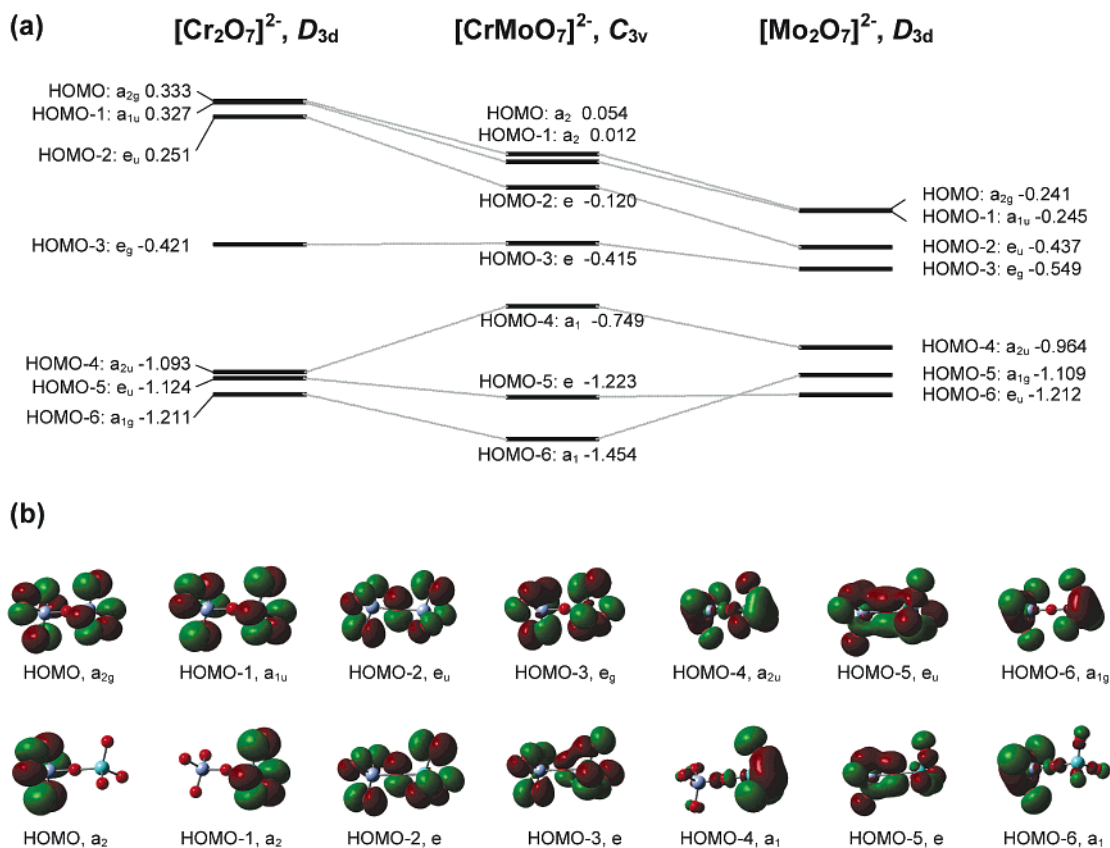 (a)
[Cr₂O₇]²⁻, D₃d
[CrMoO₇]²⁻, C₃ᵥ
[Mo₂O₇]²⁻, D₃d
HOMO: a₂g 0.333
HOMO-1: a₁u 0.327
HOMO-2: eu 0.251
HOMO-3: eg -0.421
HOMO-4: a₂u -1.093
HOMO-5: eu -1.124
HOMO-6: a₁g -1.211
HOMO: a₂ 0.054
HOMO-1: a₂ 0.012
HOMO-2: e -0.120
HOMO-3: e -0.415
HOMO-4: a₁ -0.749
HOMO-5: e -1.223
HOMO-6: a₁ -1.454
HOMO: a₂g -0.241
HOMO-1: a₁u -0.245
HOMO-2: eu -0.437
HOMO-3: eg -0.549
HOMO-4: a₂u -0.964
HOMO-5: a₁g -1.109
HOMO-6: eu -1.212
(b)
HOMO, a₂g
HOMO-1, a₁u
HOMO-2, eu
HOMO-3, eg
HOMO-4, a₂u
HOMO-5, eu
HOMO-6, a₁g
HOMO, a₂
HOMO-1, a₂
HOMO-2, e
HOMO-3, e
HOMO-4, a₁
HOMO-5, e
HOMO-6, a₁